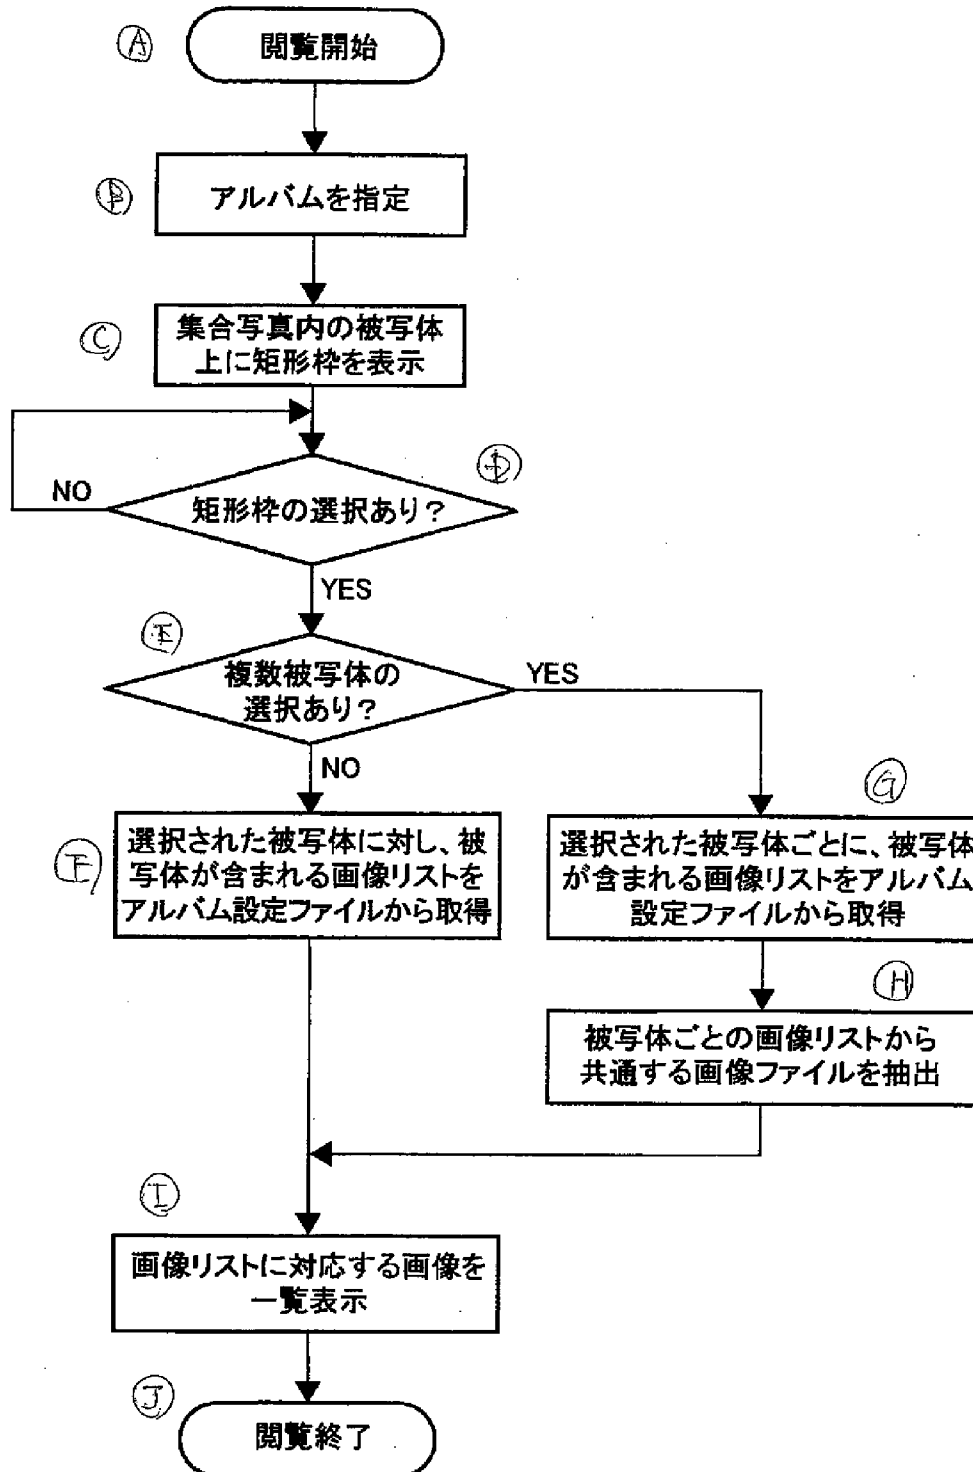 Ⓐ
閲覧開始
Ⓑ
アルバムを指定
Ⓒ
集合写真内の被写体
上に矩形枠を表示
Ⓓ
NO
矩形枠の選択あり？
YES
Ⓔ
複数被写体の
選択あり？
YES
NO
Ⓕ
選択された被写体に対し、被
写体が含まれる画像リストを
アルバム設定ファイルから取得
Ⓖ
選択された被写体ごとに、被写体
が含まれる画像リストをアルバム
設定ファイルから取得
Ⓗ
被写体ごとの画像リストから
共通する画像ファイルを抽出
Ⓘ
画像リストに対応する画像を
一覧表示
Ⓙ
閲覧終了